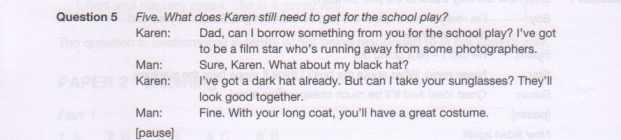 Question 5 Five. What does Karen still need to get for the school play?
Karen: Dad, can I borrow something from you for the school play? I've got
to be a film star who's running away from some photographers.
Man: Sure, Karen. What about my black hat?
Karen: I've got a dark hat already. But can I take your sunglasses? They'll
look good together.
Man: Fine. With your long coat, you'll have a great costume.
[pause]